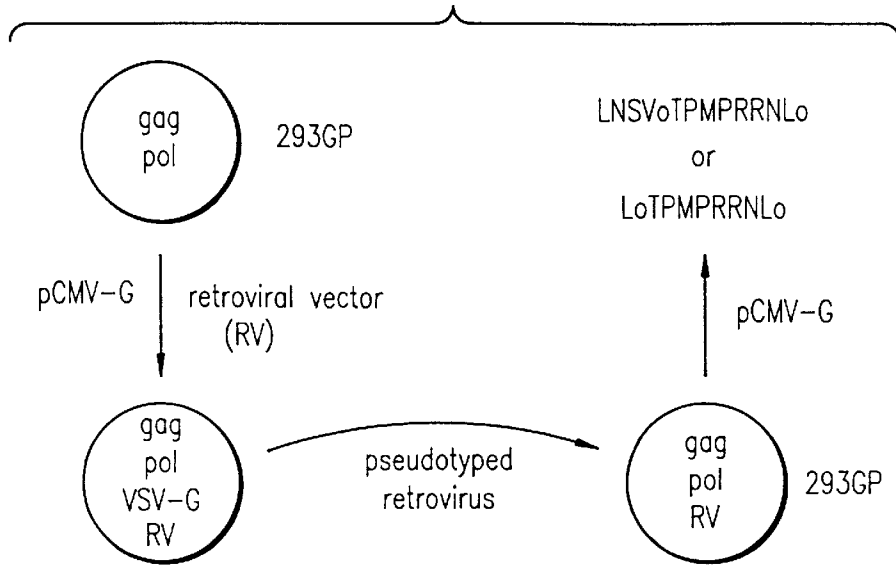 gag
pol
293GP
LNSVoTPMPRRNLo
or
LoTPMPRRNLo
pCMV-G
retroviral vector
(RV)
pCMV-G
gag
pol
VSV-G
RV
pseudotyped
retrovirus
gag
pol
RV
293GP